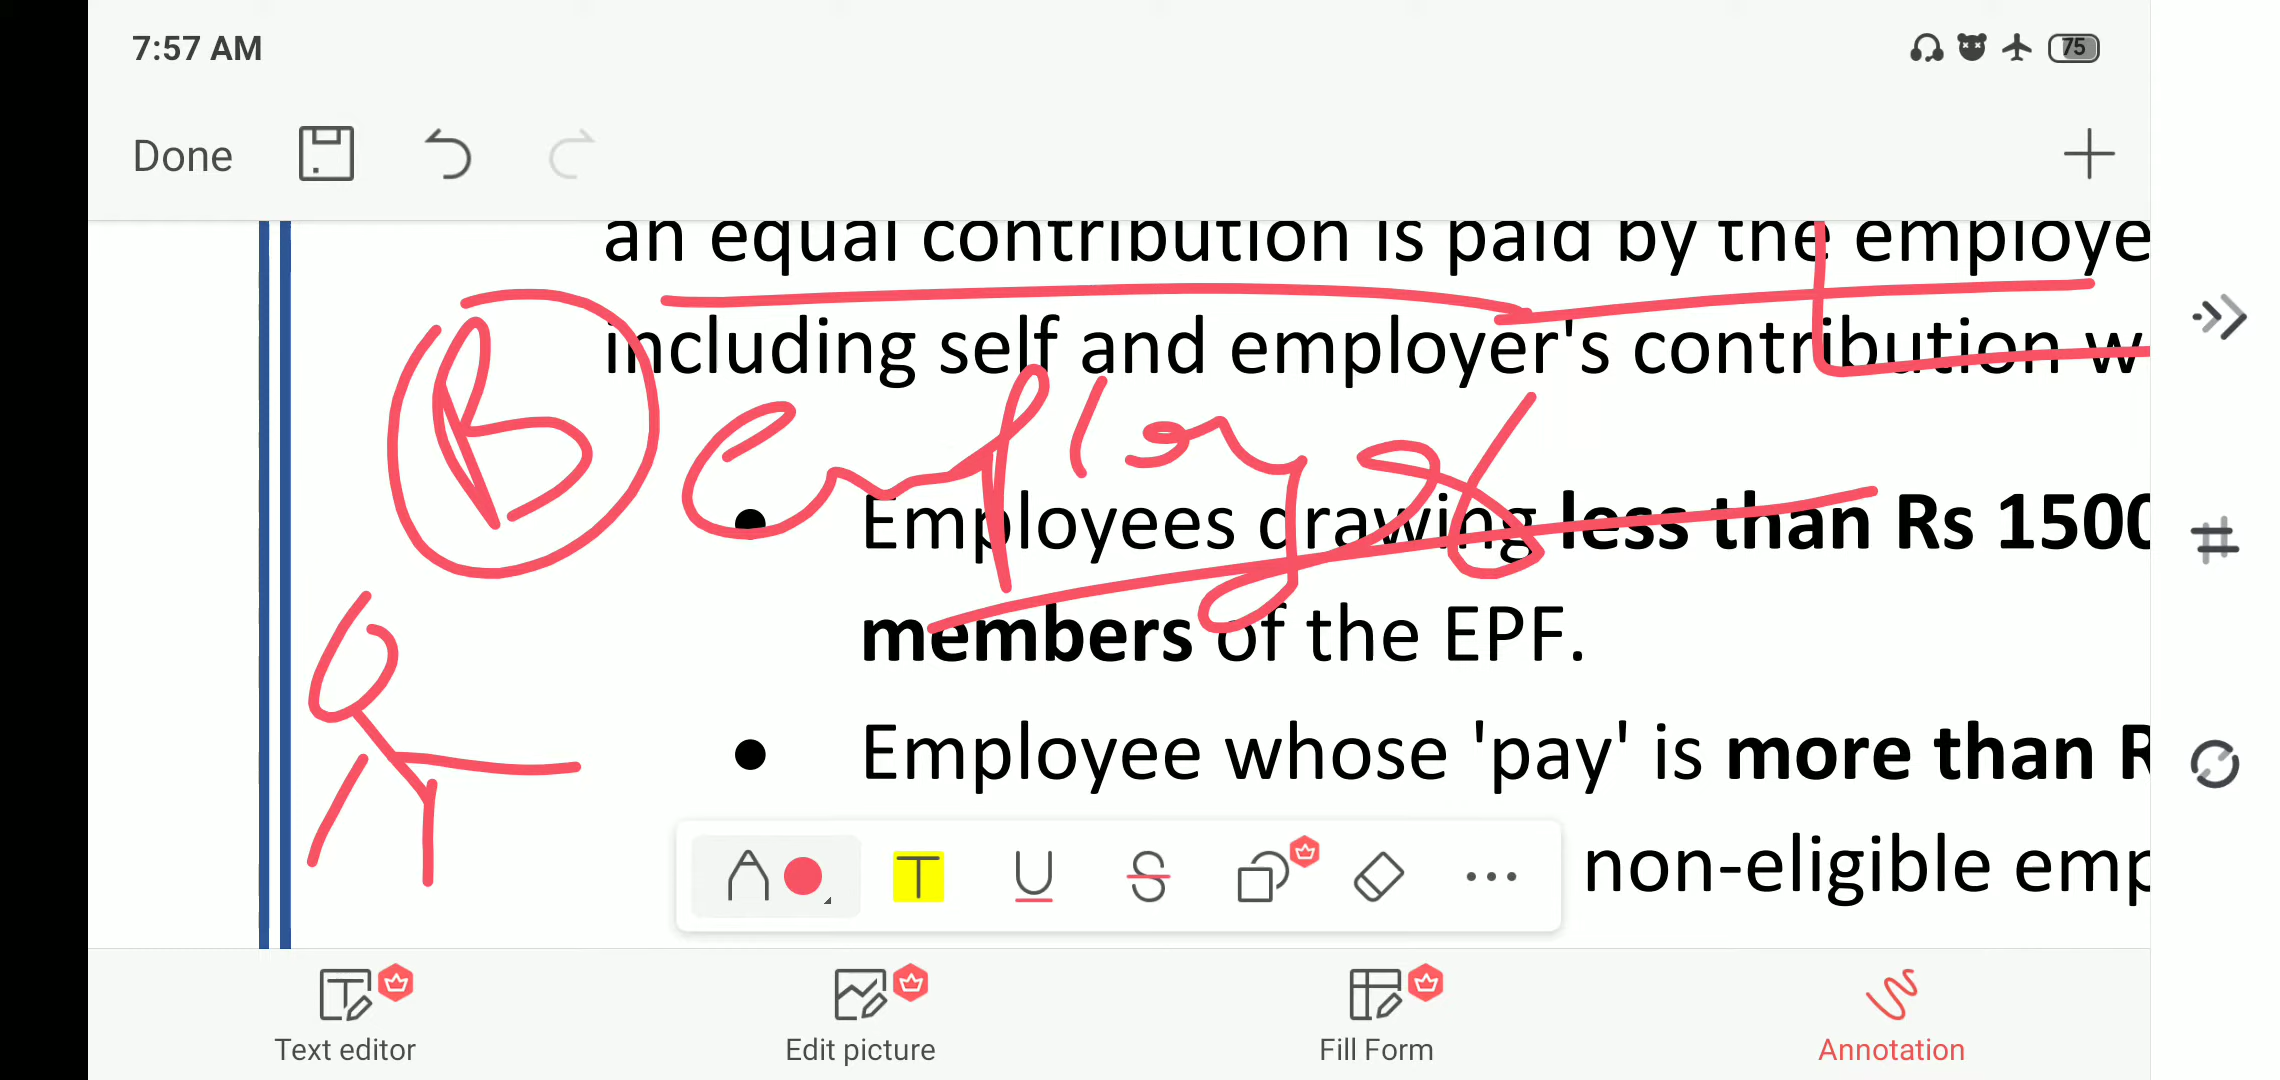 7:57 AM
75
Done
an equal contribution is paid by the employe
including self and employer's contribution w
B
Employees drawing less than Rs 1500
members of the EPF.
Employee whose 'pay' is more than R
non-eligible emp
Text editor
Edit picture
Fill Form
Annotation